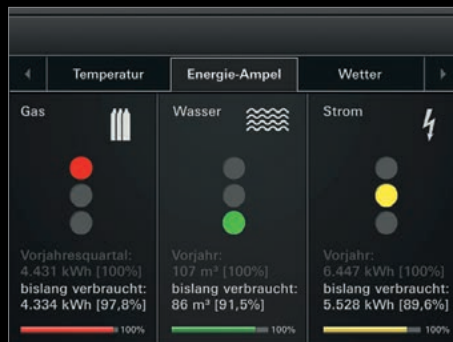 Temperatur
Energie-Ampel
Wetter
Gas
Vorjahresquartal:
4.431 kWh [100%]
bislang verbraucht:
4.334 kWh [97,8%]
100%
Wasser
Vorjahr:
107 m³ [100%]
bislang verbraucht:
86 m³ [91,5%]
100%
Strom
Vorjahr:
6.447 kWh [100%]
bislang verbraucht:
5.528 kWh [89,6%]
100%